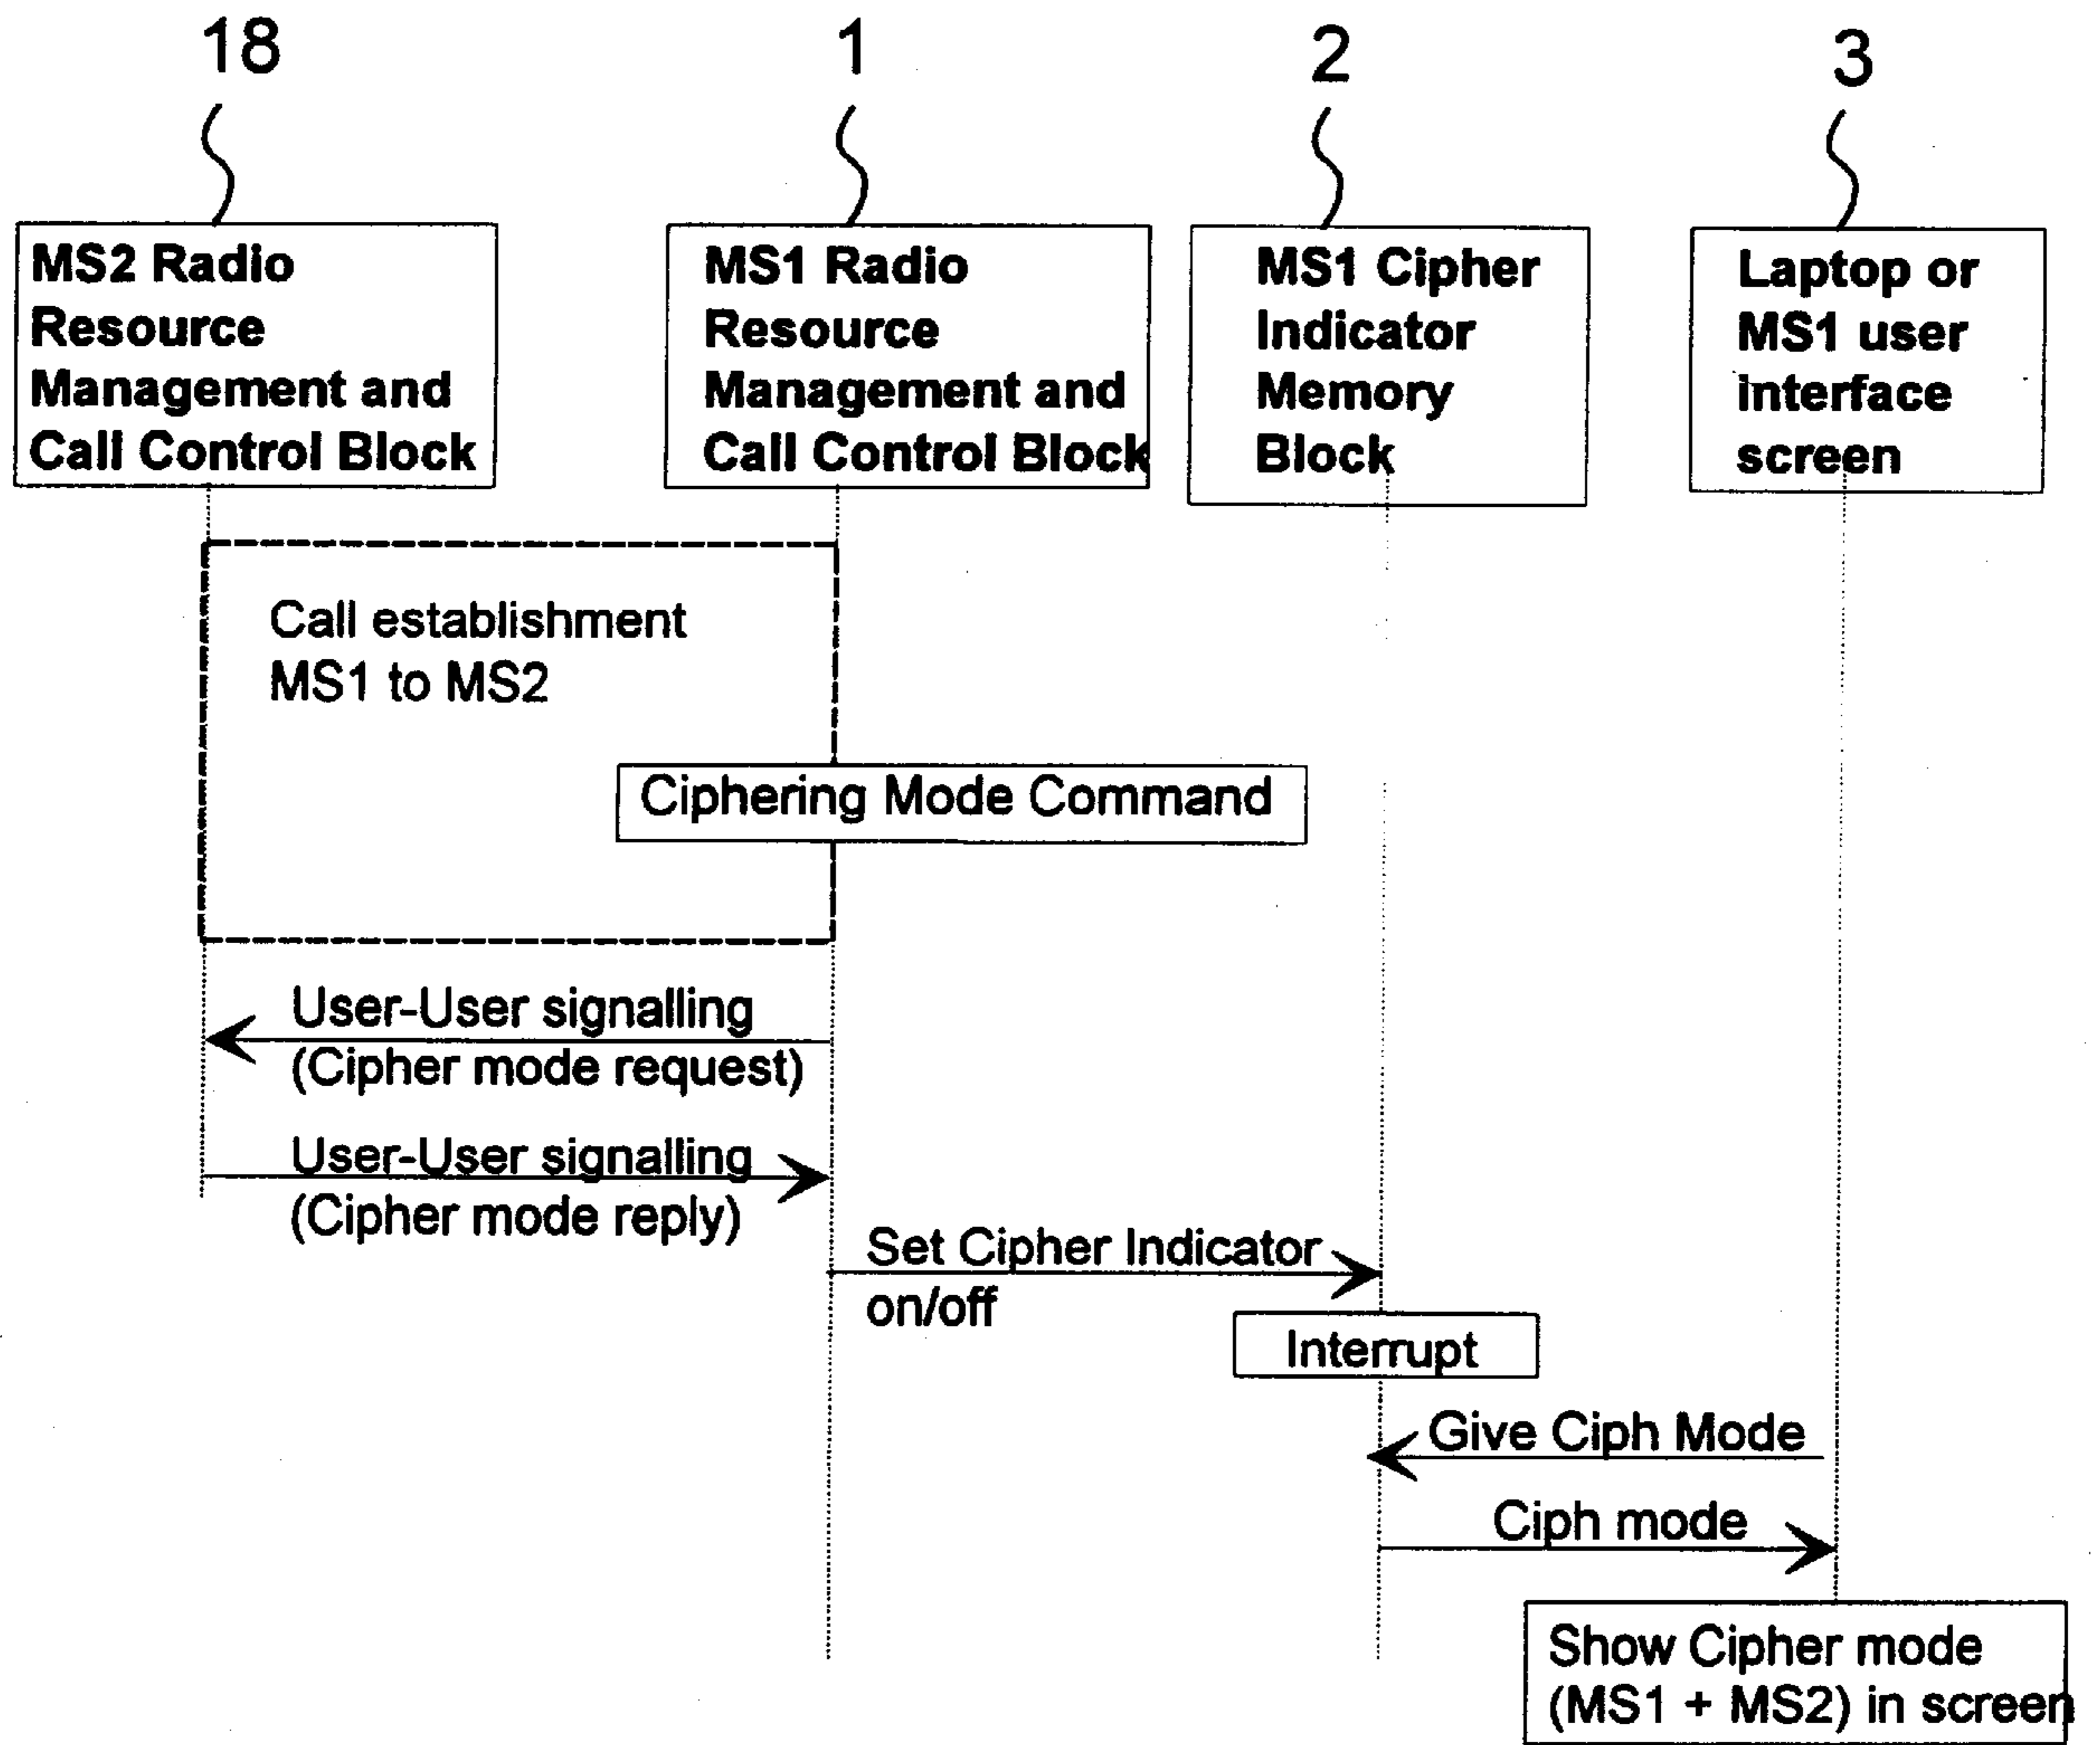 18
1
2
3
MS2 Radio
Resource
Management and
Call Control Block
MS1 Radio
Resource
Management and
Call Control Block
MS1 Cipher
Indicator
Memory
Block
Laptop or
MS1 user
interface
screen
Call establishment
MS1 to MS2
Ciphering Mode Command
User-User signalling
(Cipher mode request)
User-User signalling
(Cipher mode reply)
Set Cipher Indicator
on/off
Interrupt
Give Ciph Mode
Ciph mode
Show Cipher mode
(MS1 + MS2) in screen